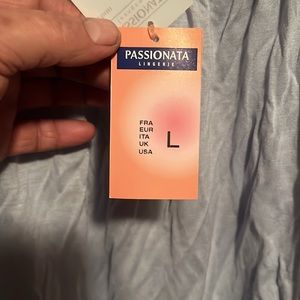 PASSIONATA
LINGERIE
FRA
EUR
ITA
UK
USA
L